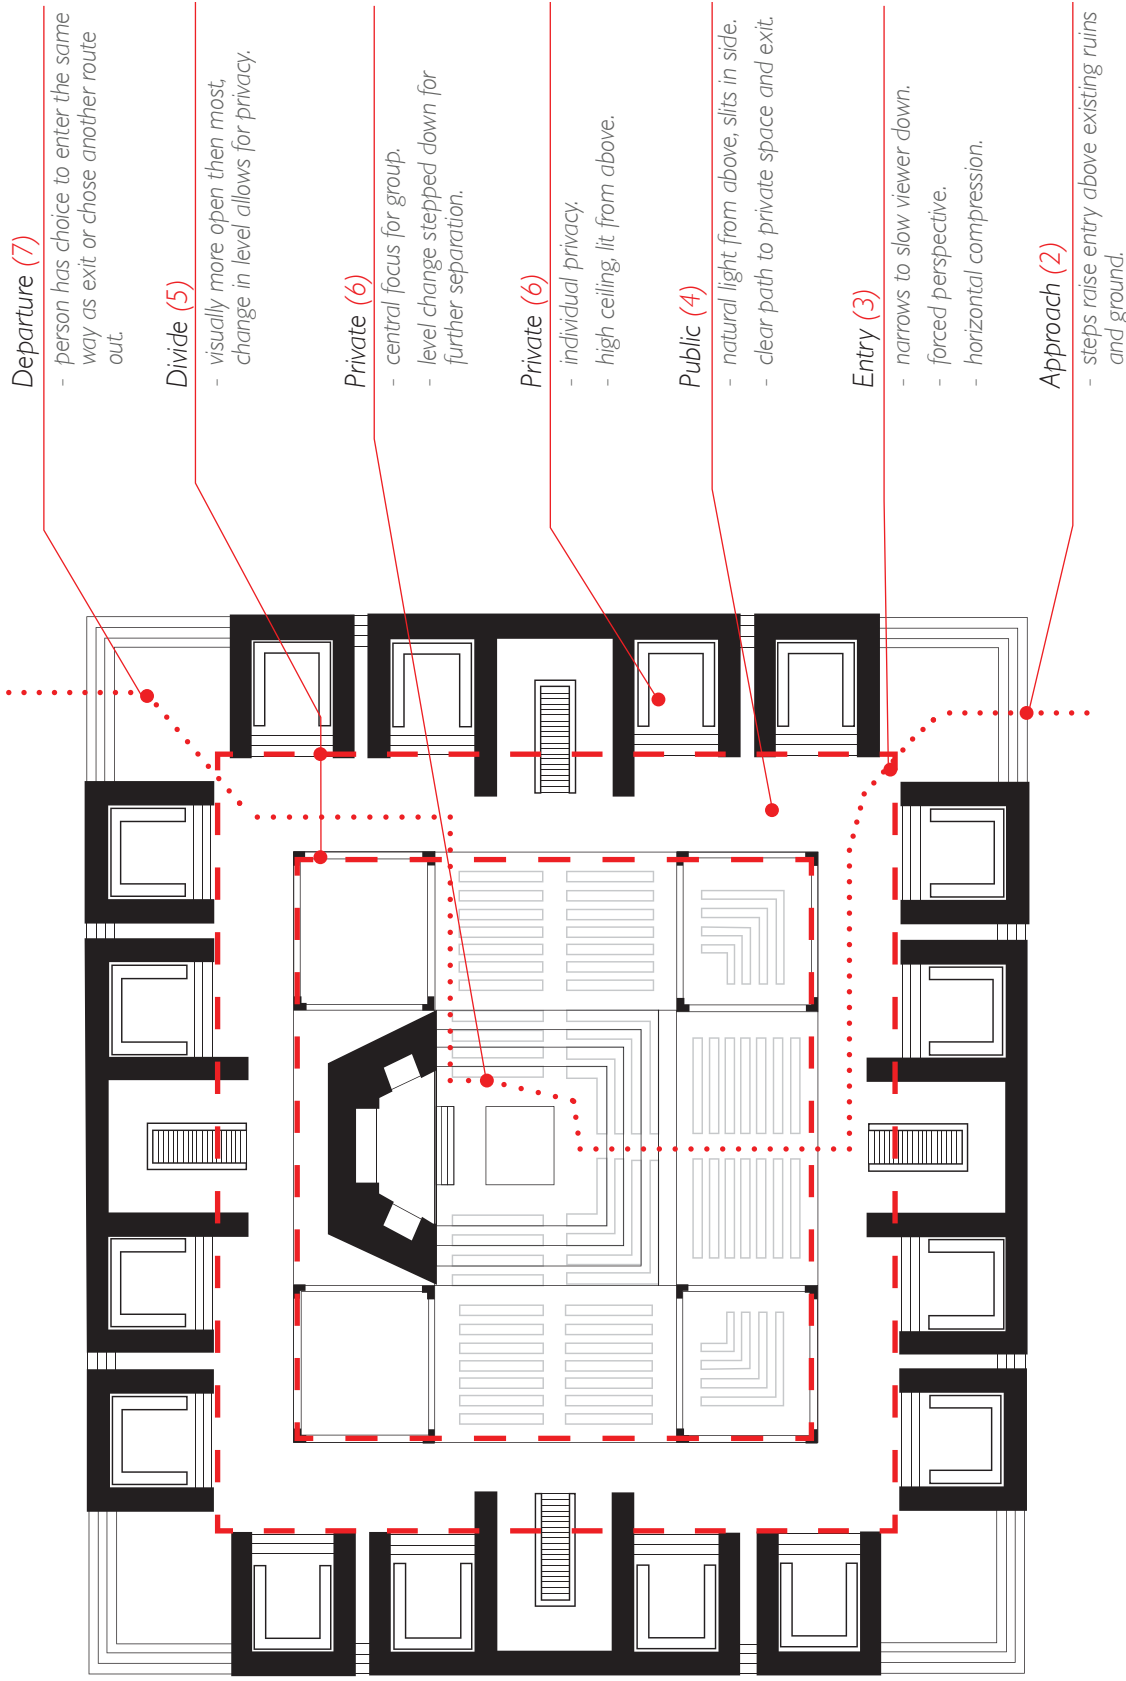 Departure (7)
- person has choice to enter the same
way as exit or chose another route
out.
Divide (5)
- visually more open then most,
change in level allows for privacy.
Private (6)
- central focus for group.
- level change stepped down for
further separation.
Private (6)
- individual privacy.
- high ceiling, lit from above.
Public (4)
- natural light from above, slits in side.
- clear path to private space and exit.
Entry (3)
- narrows to slow viewer down.
- forced perspective.
- horizontal compression.
Approach (2)
- steps raise entry above existing ruins
and ground.